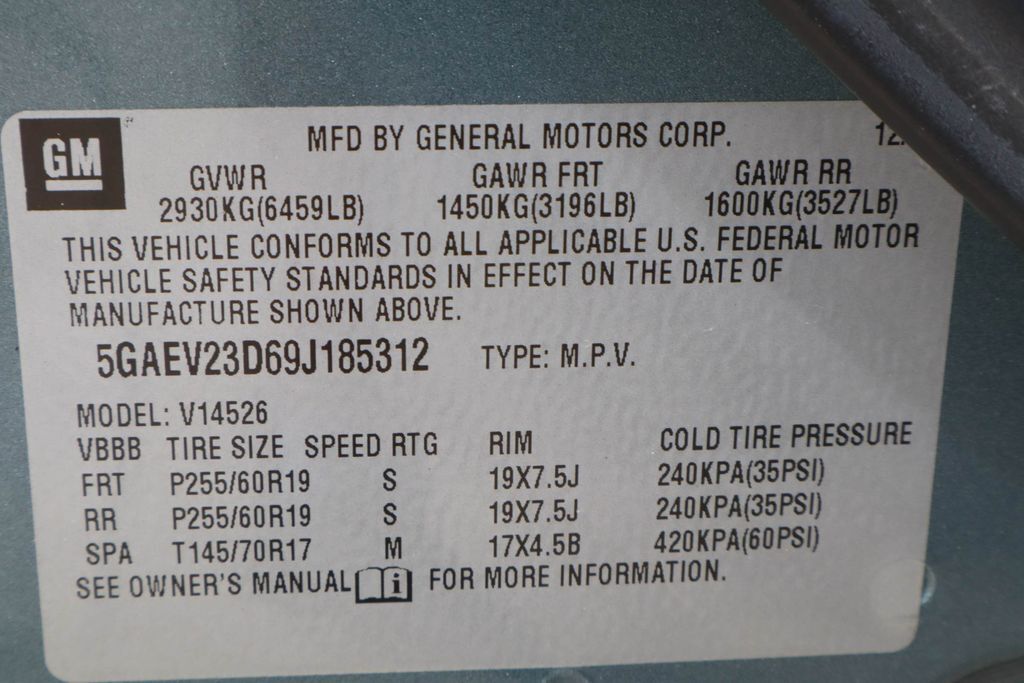 GM
MFD BY GENERAL MOTORS CORP. 12
GVWR GAWR FRT GAWR RR
2930KG(6459LB) 1450KG(3196LB) 1600KG(3527LB)
THIS VEHICLE CONFORMS TO ALL APPLICABLE U.S. FEDERAL MOTOR
VEHICLE SAFETY STANDARDS IN EFFECT ON THE DATE OF
MANUFACTURE SHOWN ABOVE.
5GAEV23D69J185312 TYPE: M.P.V.
MODEL: V14526
VBBB TIRE SIZE SPEED RTG RIM COLD TIRE PRESSURE
FRT P255/60R19 S 19X7.5J 240KPA(35PSI)
RR P255/60R19 S 19X7.5J 240KPA(35PSI)
SPA T145/70R17 M 17X4.5B 420KPA(60PSI)
SEE OWNER'S MANUAL i FOR MORE INFORMATION.